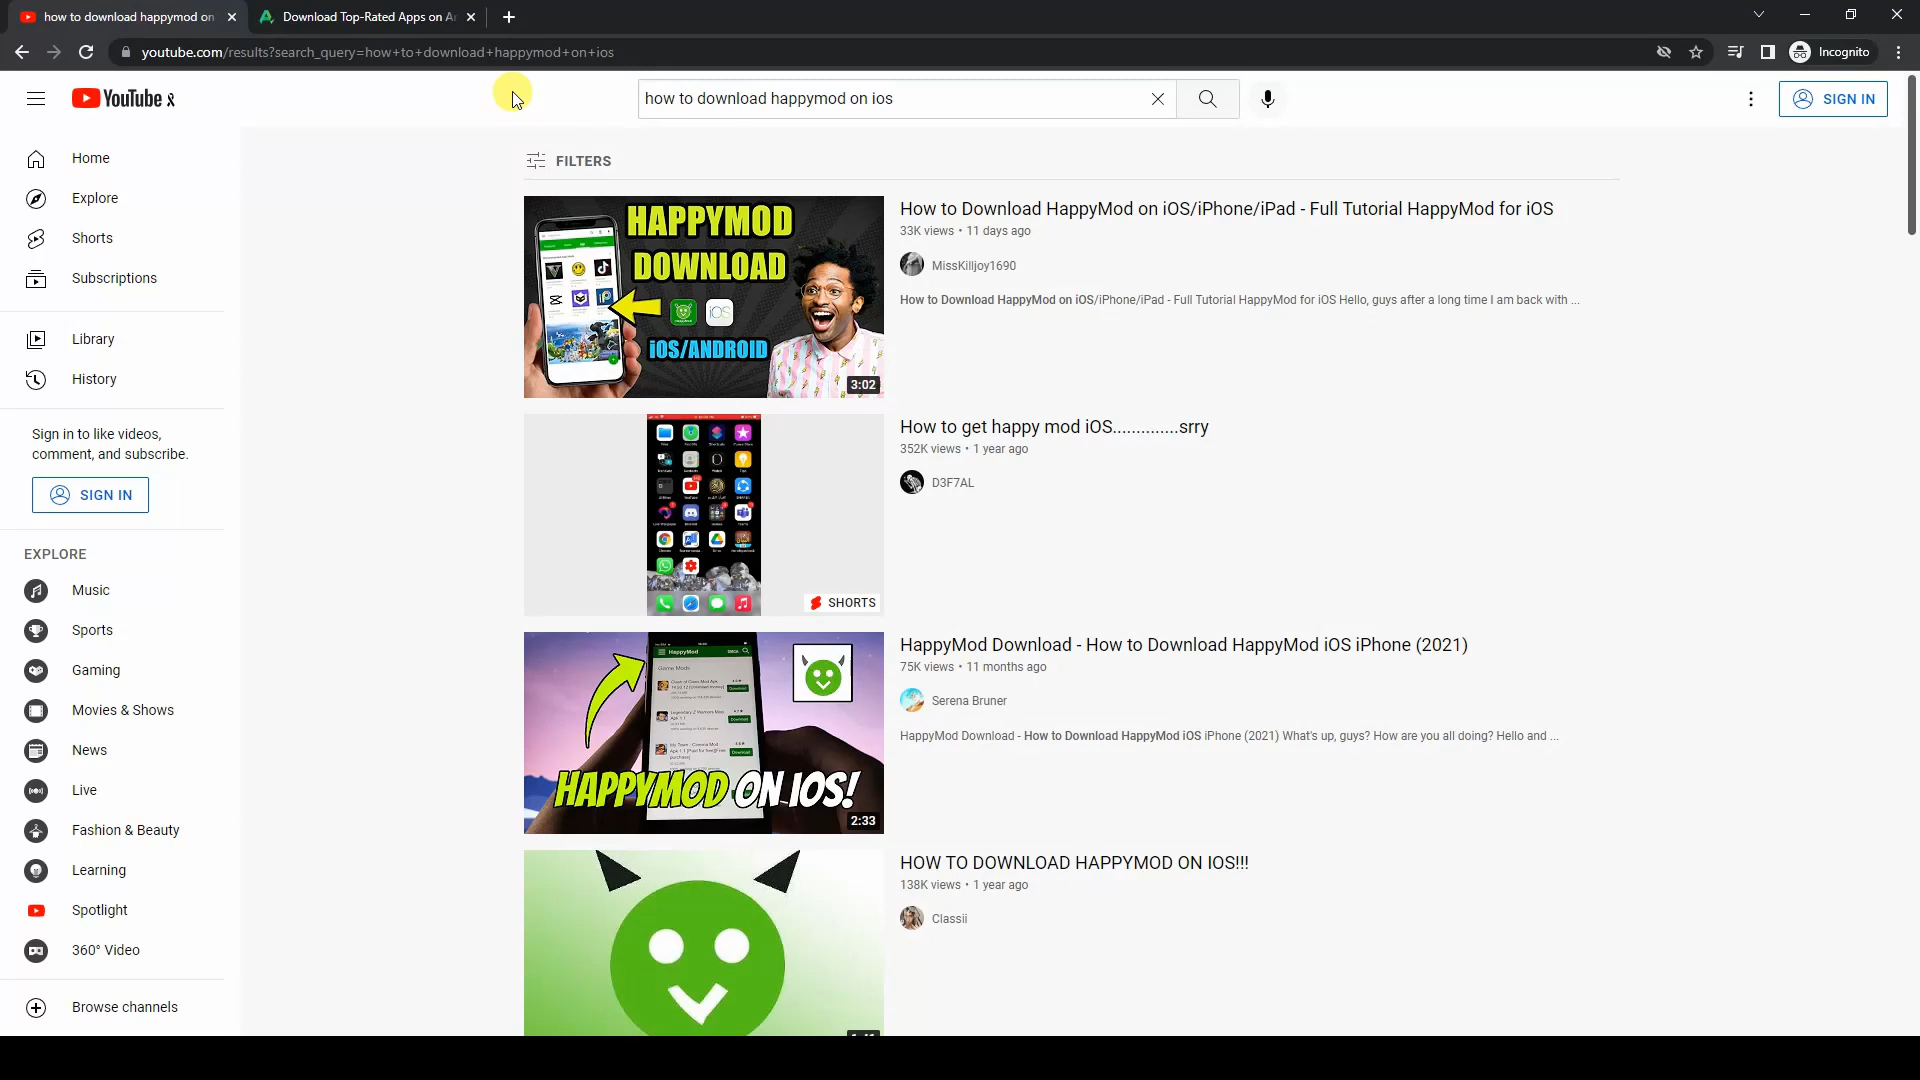 how to download happymod on
Download Top-Rated Apps on Ar
youtube.com/results?search_query=how+to+download+happymod+on+ios
Incognito
YouTube
how to download happymod on ios
SIGN IN
Home
Explore
Shorts
Subscriptions
Library
History
Sign in to like videos,
comment, and subscribe.
SIGN IN
EXPLORE
Music
Sports
Gaming
Movies & Shows
News
Live
Fashion & Beauty
Learning
Spotlight
360° Video
Browse channels
FILTERS
HAPPYMOD
DOWNLOAD
iOS
iOS/ANDROID
3:02
How to Download HappyMod on iOS/iPhone/iPad - Full Tutorial HappyMod for iOS
33K views • 11 days ago
MissKilljoy1690
How to Download HappyMod on iOS/iPhone/iPad - Full Tutorial HappyMod for iOS Hello, guys after a long time I am back with ...
SHORTS
How to get happy mod iOS..............srry
352K views • 1 year ago
D3F7AL
HappyMod
Game Mods
HAPPYMOD ON IOS!
2:33
HappyMod Download - How to Download HappyMod iOS iPhone (2021)
75K views • 11 months ago
Serena Bruner
HappyMod Download - How to Download HappyMod iOS iPhone (2021) What's up, guys? How are you all doing? Hello and ...
HOW TO DOWNLOAD HAPPYMOD ON IOS!!!
138K views • 1 year ago
Classii